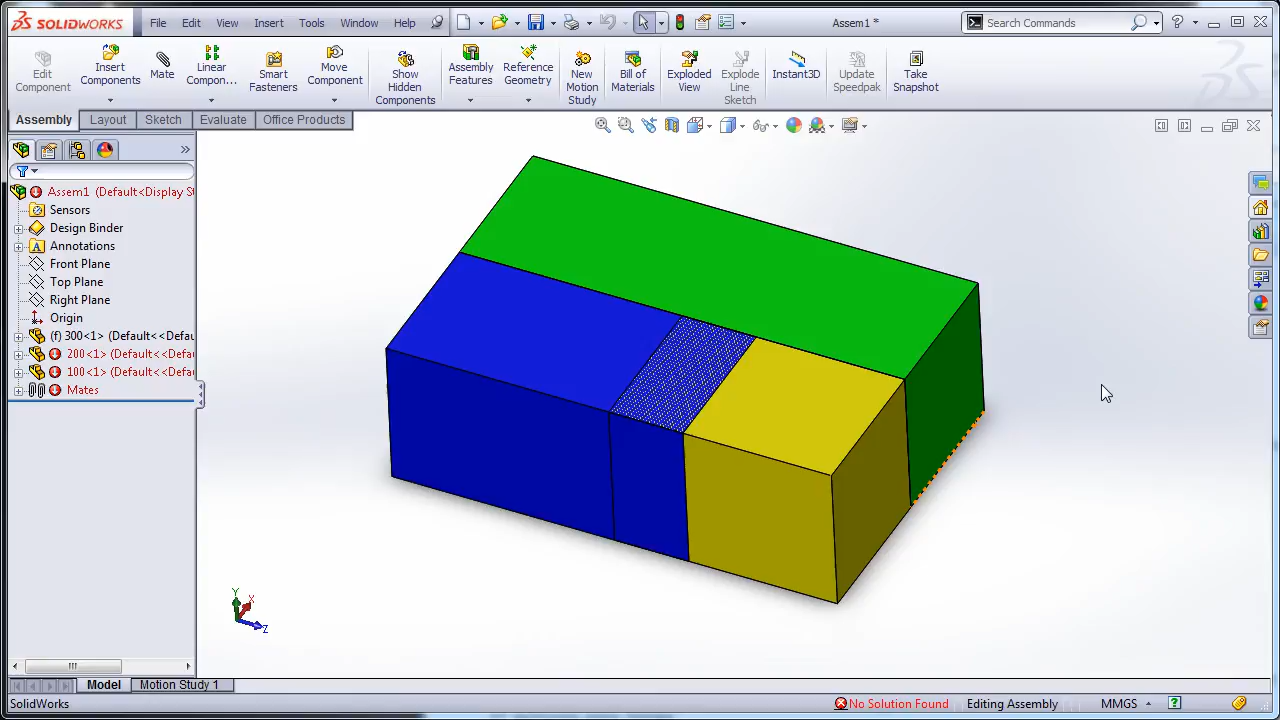 SOLIDWORKS File Edit View Insert Tools Window Help Assem1 * Search Commands
Edit Component
Insert Components
Mate
Linear Compon...
Smart Fasteners
Move Component
Show Hidden Components
Assembly Features
Reference Geometry
New Motion Study
Bill of Materials
Exploded View
Explode Line Sketch
Instant3D
Update Speedpak
Take Snapshot
Assembly Layout Sketch Evaluate Office Products
Assem1 (Default<Display S
Sensors
Design Binder
Annotations
Front Plane
Top Plane
Right Plane
Origin
(f) 300<1> (Default<<Defau
200<1> (Default<<Defa
100<1> (Default<<Defa
Mates
Y
X
Z
Model Motion Study 1
SolidWorks No Solution Found Editing Assembly MMGS